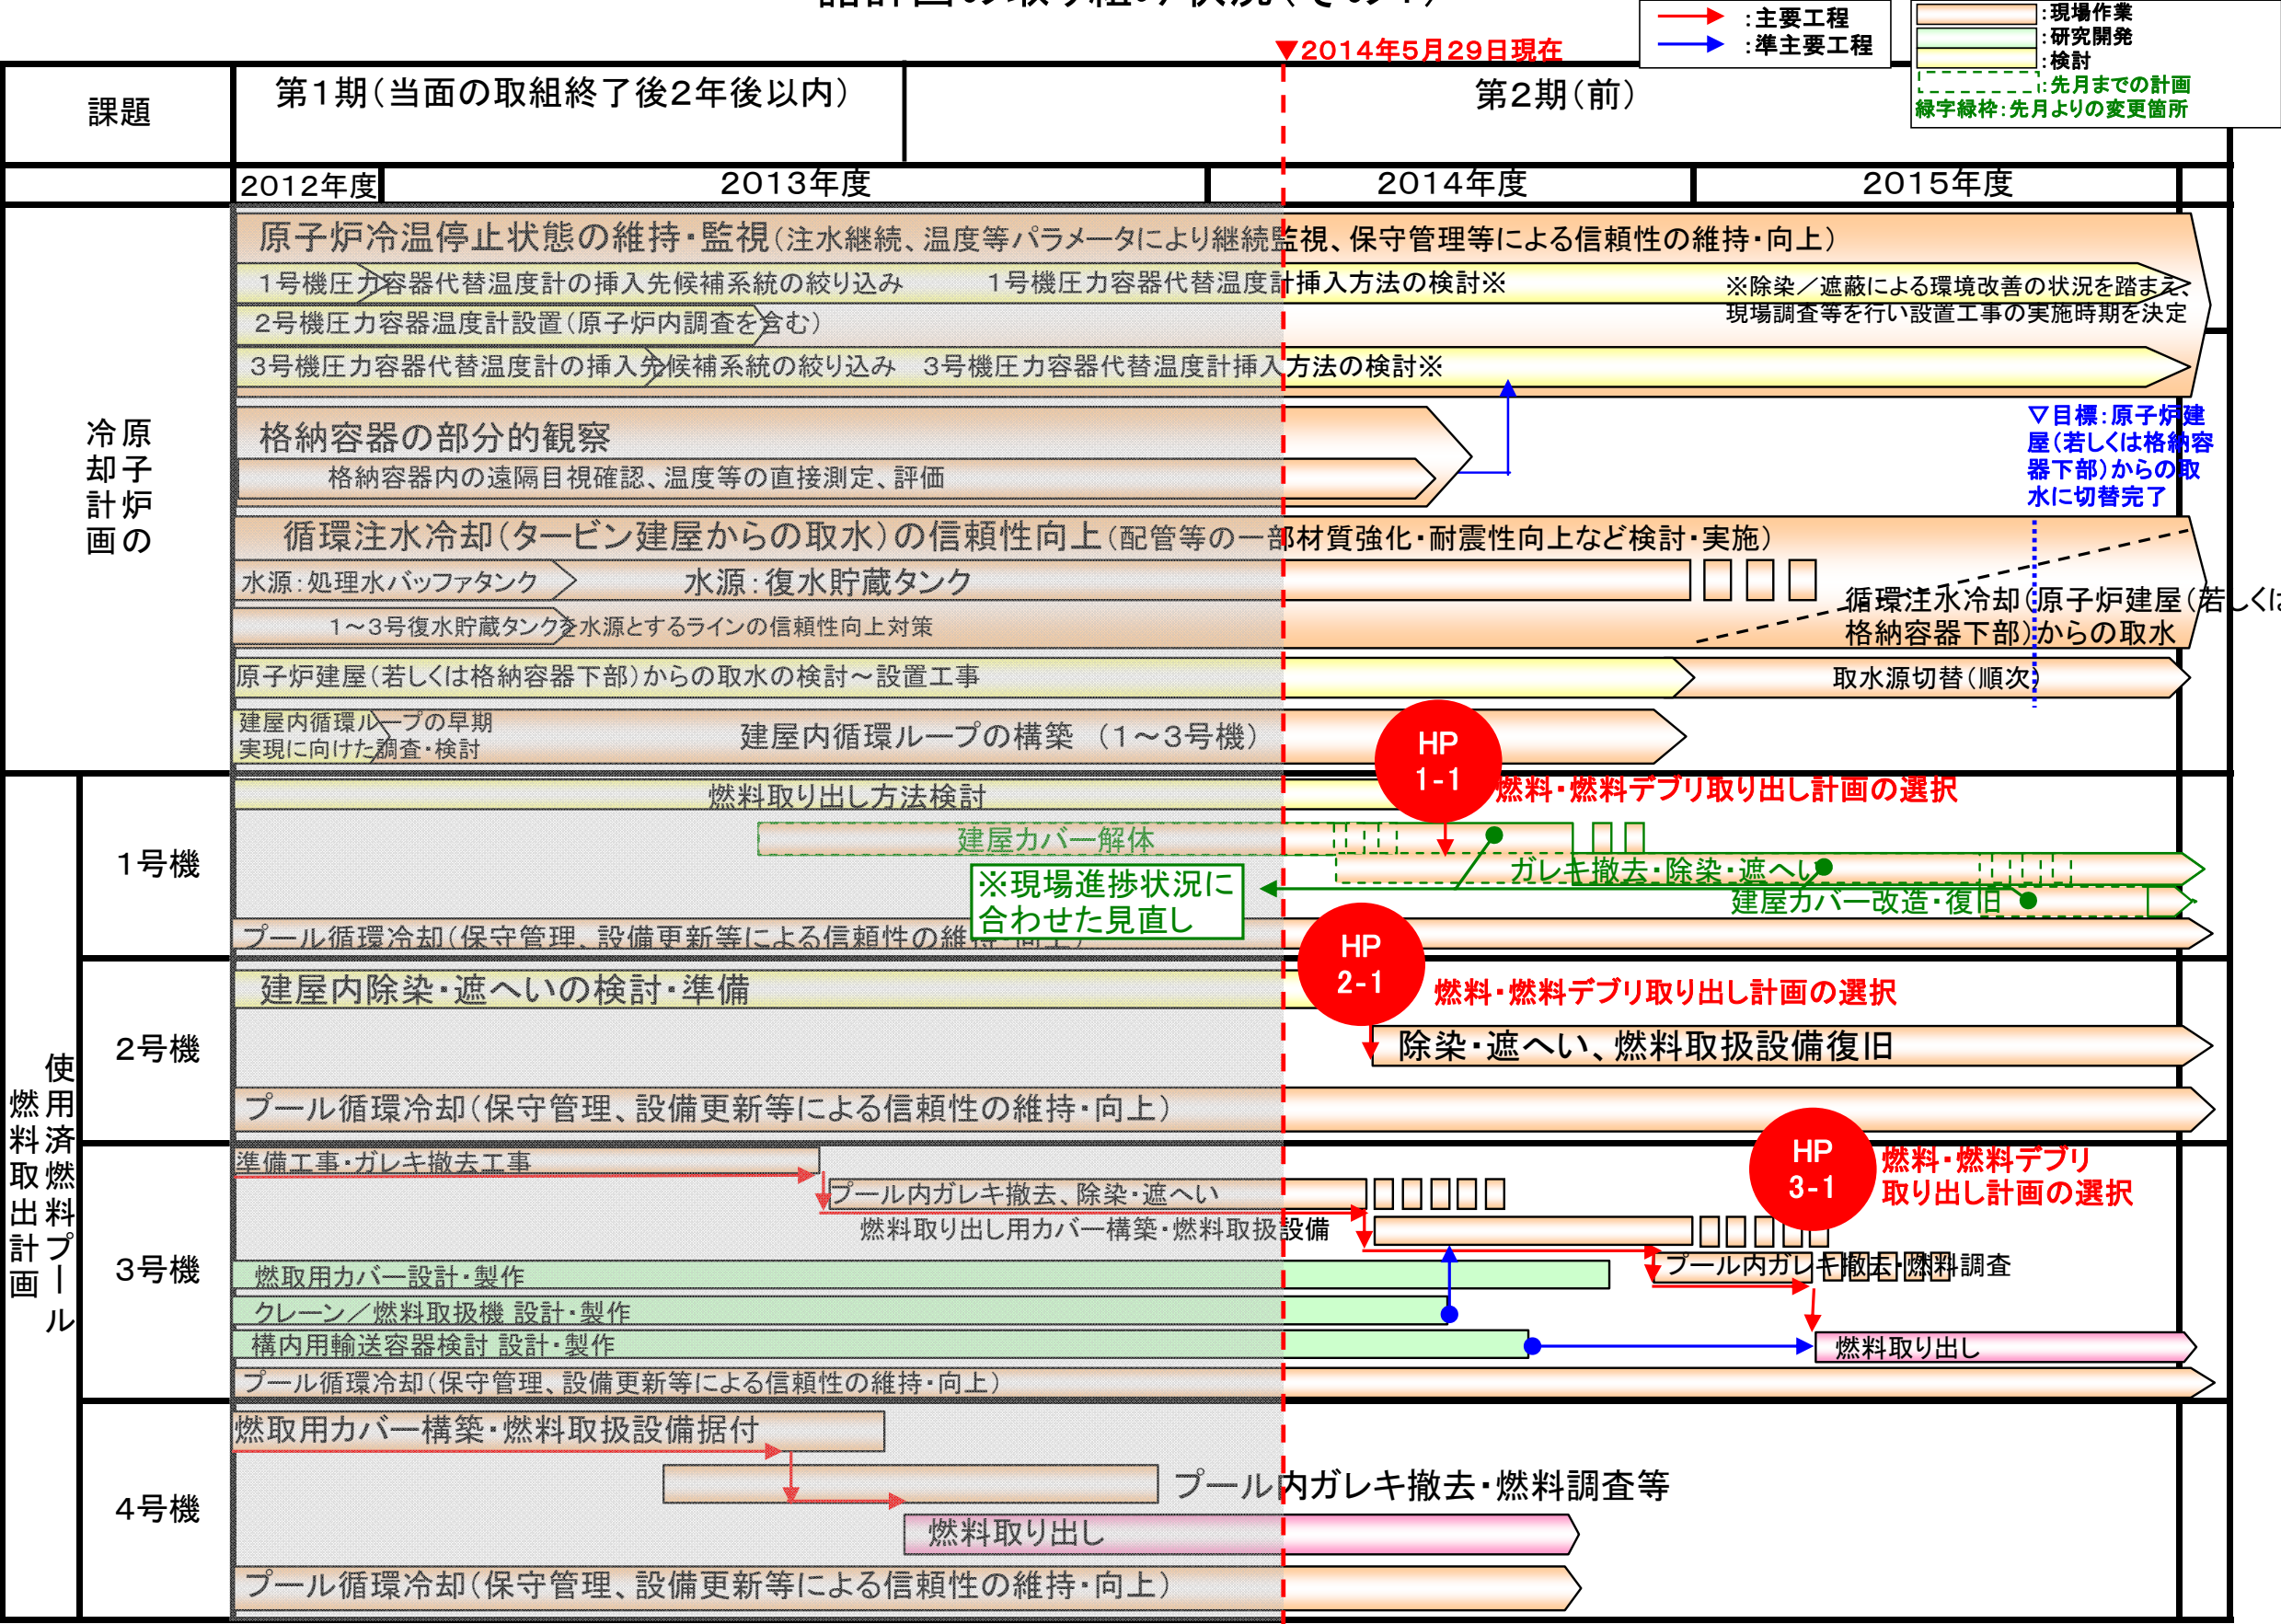 諸計画の取り組み状況(その1)
▼2014年5月29日現在
:主要工程
:準主要工程
:現場作業
:研究開発
:検討
:先月までの計画
緑字緑枠:先月よりの変更箇所
課題
第1期(当面の取組終了後2年後以内)
第2期(前)
2012年度
2013年度
2014年度
2015年度
原子炉の
冷却計画
原子炉冷温停止状態の維持・監視(注水継続、温度等パラメータにより継続監視、保守管理等による信頼性の維持・向上)
1号機圧力容器代替温度計の挿入先候補系統の絞り込み
1号機圧力容器代替温度計挿入方法の検討※
※除染/遮蔽による環境改善の状況を踏まえ、
現場調査等を行い設置工事の実施時期を決定
2号機圧力容器温度計設置(原子炉内調査を含む)
3号機圧力容器代替温度計の挿入先候補系統の絞り込み
3号機圧力容器代替温度計挿入方法の検討※
格納容器の部分的観察
格納容器内の遠隔目視確認、温度等の直接測定、評価
▽目標:原子炉建
屋(若しくは格納容
器下部)からの取
水に切替完了
循環注水冷却(タービン建屋からの取水)の信頼性向上(配管等の一部材質強化・耐震性向上など検討・実施)
水源:処理水バッファタンク
水源:復水貯蔵タンク
循環注水冷却(原子炉建屋(若しくは
格納容器下部)からの取水
1~3号復水貯蔵タンクを水源とするラインの信頼性向上対策
原子炉建屋(若しくは格納容器下部)からの取水の検討~設置工事
取水源切替(順次)
建屋内循環ループの早期
実現に向けた調査・検討
建屋内循環ループの構築 (1~3号機)
使用済燃料プール
燃料取出計画
1号機
燃料取り出し方法検討
HP
1-1
燃料・燃料デブリ取り出し計画の選択
建屋カバー解体
ガレキ撤去・除染・遮へい
※現場進捗状況に
合わせた見直し
建屋カバー改造・復旧
プール循環冷却(保守管理、設備更新等による信頼性の維持・向上)
2号機
建屋内除染・遮へいの検討・準備
HP
2-1
燃料・燃料デブリ取り出し計画の選択
除染・遮へい、燃料取扱設備復旧
プール循環冷却(保守管理、設備更新等による信頼性の維持・向上)
3号機
準備工事・ガレキ撤去工事
HP
3-1
燃料・燃料デブリ
取り出し計画の選択
プール内ガレキ撤去、除染・遮へい
燃料取り出し用カバー構築・燃料取扱設備
プール内ガレキ撤去・燃料調査
燃取用カバー設計・製作
クレーン/燃料取扱機 設計・製作
構内用輸送容器検討 設計・製作
燃料取り出し
プール循環冷却(保守管理、設備更新等による信頼性の維持・向上)
4号機
燃取用カバー構築・燃料取扱設備据付
プール内ガレキ撤去・燃料調査等
燃料取り出し
プール循環冷却(保守管理、設備更新等による信頼性の維持・向上)